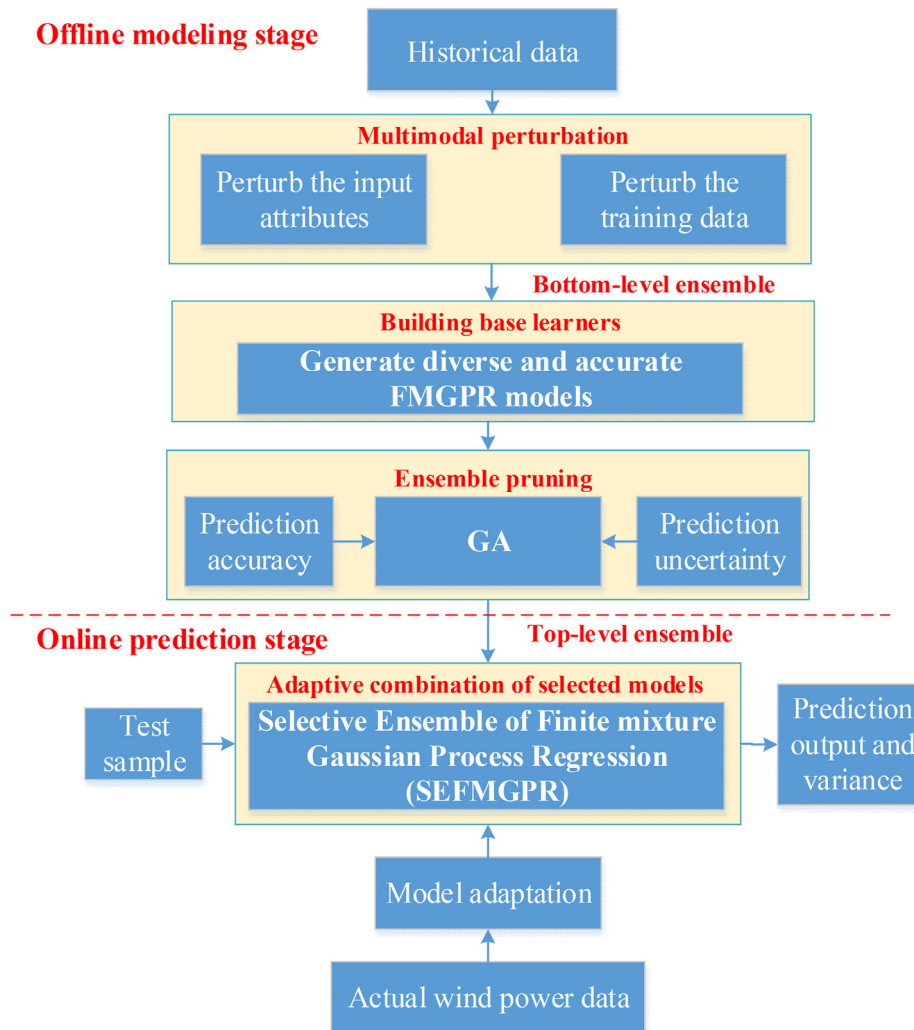 Offline modeling stage
Historical data
Multimodal perturbation
Perturb the input
attributes
Perturb the
training data
Bottom-level ensemble
Building base learners
Generate diverse and accurate
FMGPR models
Ensemble pruning
Prediction
accuracy
GA
Prediction
uncertainty
Online prediction stage
Top-level ensemble
Adaptive combination of selected models
Test
sample
Selective Ensemble of Finite mixture
Gaussian Process Regression
(SEFMGPR)
Prediction
output and
variance
Model adaptation
Actual wind power data